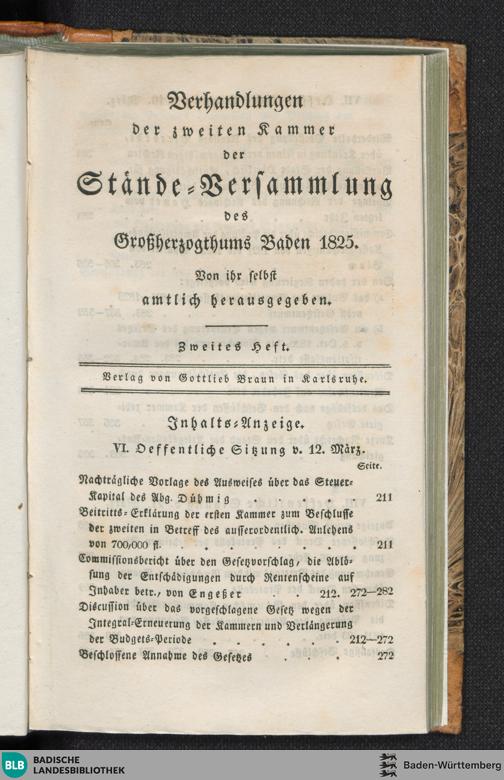 Verhandlungen
der zweiten Kammer
der
Stände-Versammlung
des
Großherzogthums Baden 1825.
Von ihr selbst
amtlich herausgegeben.
Zweites Heft.
Verlag von Gottlieb Braun in Karlsruhe.
Inhalts-Anzeige.
VI. Oeffentliche Sitzung v. 12. März.
Seite.
Nachträgliche Vorlage des Ausweises über das Steuer-
Kapital des Abg. Dühmig . . . . . 211
Beitritts-Erklärung der ersten Kammer zum Beschlusse
der zweiten in Betreff des ausserordentlich. Anlehens
von 700,000 fl. . . . . . . . 211
Commissionsbericht über den Gesetzvorschlag, die Ablö-
sung der Entschädigungen durch Rentenscheine auf
Inhaber betr., von Engeßer . . 212. 272—282
Discussion über das vorgeschlagene Gesetz wegen der
Integral-Erneuerung der Kammern und Verlängerung
der Budgets-Periode . . . . . 212—272
Beschlossene Annahme des Gesetzes . . . 272
BLB BADISCHE
LANDESBIBLIOTHEK
Baden-Württemberg